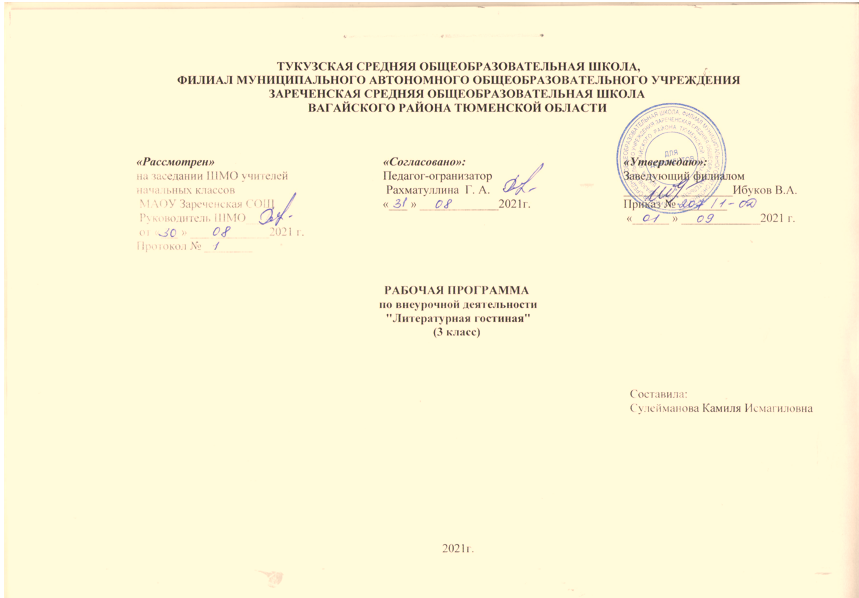 ТУКУЗСКАЯ СРЕДНЯЯ ОБЩЕОБРАЗОВАТЕЛЬНАЯ ШКОЛА,
ФИЛИАЛ МУНИЦИПАЛЬНОГО АВТОНОМНОГО ОБЩЕОБРАЗОВАТЕЛЬНОГО УЧРЕЖДЕНИЯ
ЗАРЕЧЕНСКАЯ СРЕДНЯЯ ОБЩЕОБРАЗОВАТЕЛЬНАЯ ШКОЛА
ВАГАЙСКОГО РАЙОНА ТЮМЕНСКОЙ ОБЛАСТИ
«Рассмотрен»
на заседании ШМО учителей
начальных классов
МАОУ Зареченская СОШ
Руководитель ШМО
от «30 » 08 2021 г.
Протокол № 1
«Согласовано»:
Педагог-огранизатор
Рахматуллина Г. А.
« 31 » 08 2021г.
«Утверждаю»:
Заведующий филиалом
Ибуков В.А.
Приказ № 207/1-од
« 01 » 09 2021 г.
РАБОЧАЯ ПРОГРАММА
по внеурочной деятельности
"Литературная гостиная"
(3 класс)
Составила:
Сулейманова Камиля Исмагиловна
2021г.